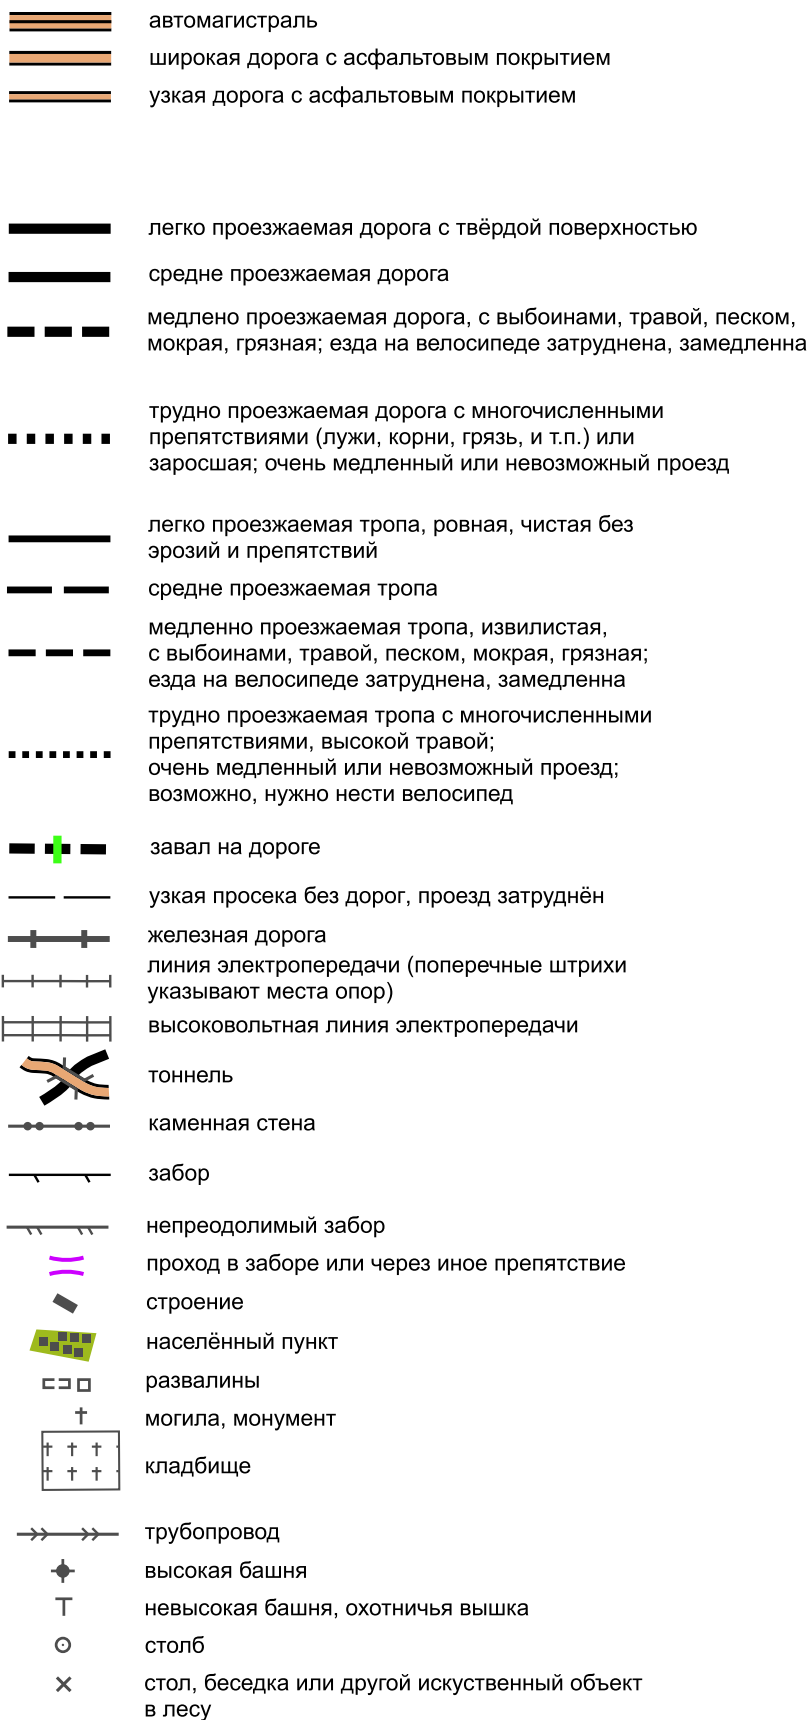 автомагистраль
широкая дорога с асфальтовым покрытием
узкая дорога с асфальтовым покрытием
легко проезжаемая дорога с твёрдой поверхностью
средне проезжаемая дорога
медлено проезжаемая дорога, с выбоинами, травой, песком,
мокрая, грязная; езда на велосипеде затруднена, замедленна
трудно проезжаемая дорога с многочисленными
препятствиями (лужи, корни, грязь, и т.п.) или
заросшая; очень медленный или невозможный проезд
легко проезжаемая тропа, ровная, чистая без
эрозий и препятствий
средне проезжаемая тропа
медленно проезжаемая тропа, извилистая,
с выбоинами, травой, песком, мокрая, грязная;
езда на велосипеде затруднена, замедленна
трудно проезжаемая тропа с многочисленными
препятствиями, высокой травой;
очень медленный или невозможный проезд;
возможно, нужно нести велосипед
завал на дороге
узкая просека без дорог, проезд затруднён
железная дорога
линия электропередачи (поперечные штрихи
указывают места опор)
высоковольтная линия электропередачи
тоннель
каменная стена
забор
непреодолимый забор
проход в заборе или через иное препятствие
строение
населённый пункт
развалины
могила, монумент
кладбище
трубопровод
высокая башня
невысокая башня, охотничья вышка
столб
стол, беседка или другой искуственный объект
в лесу